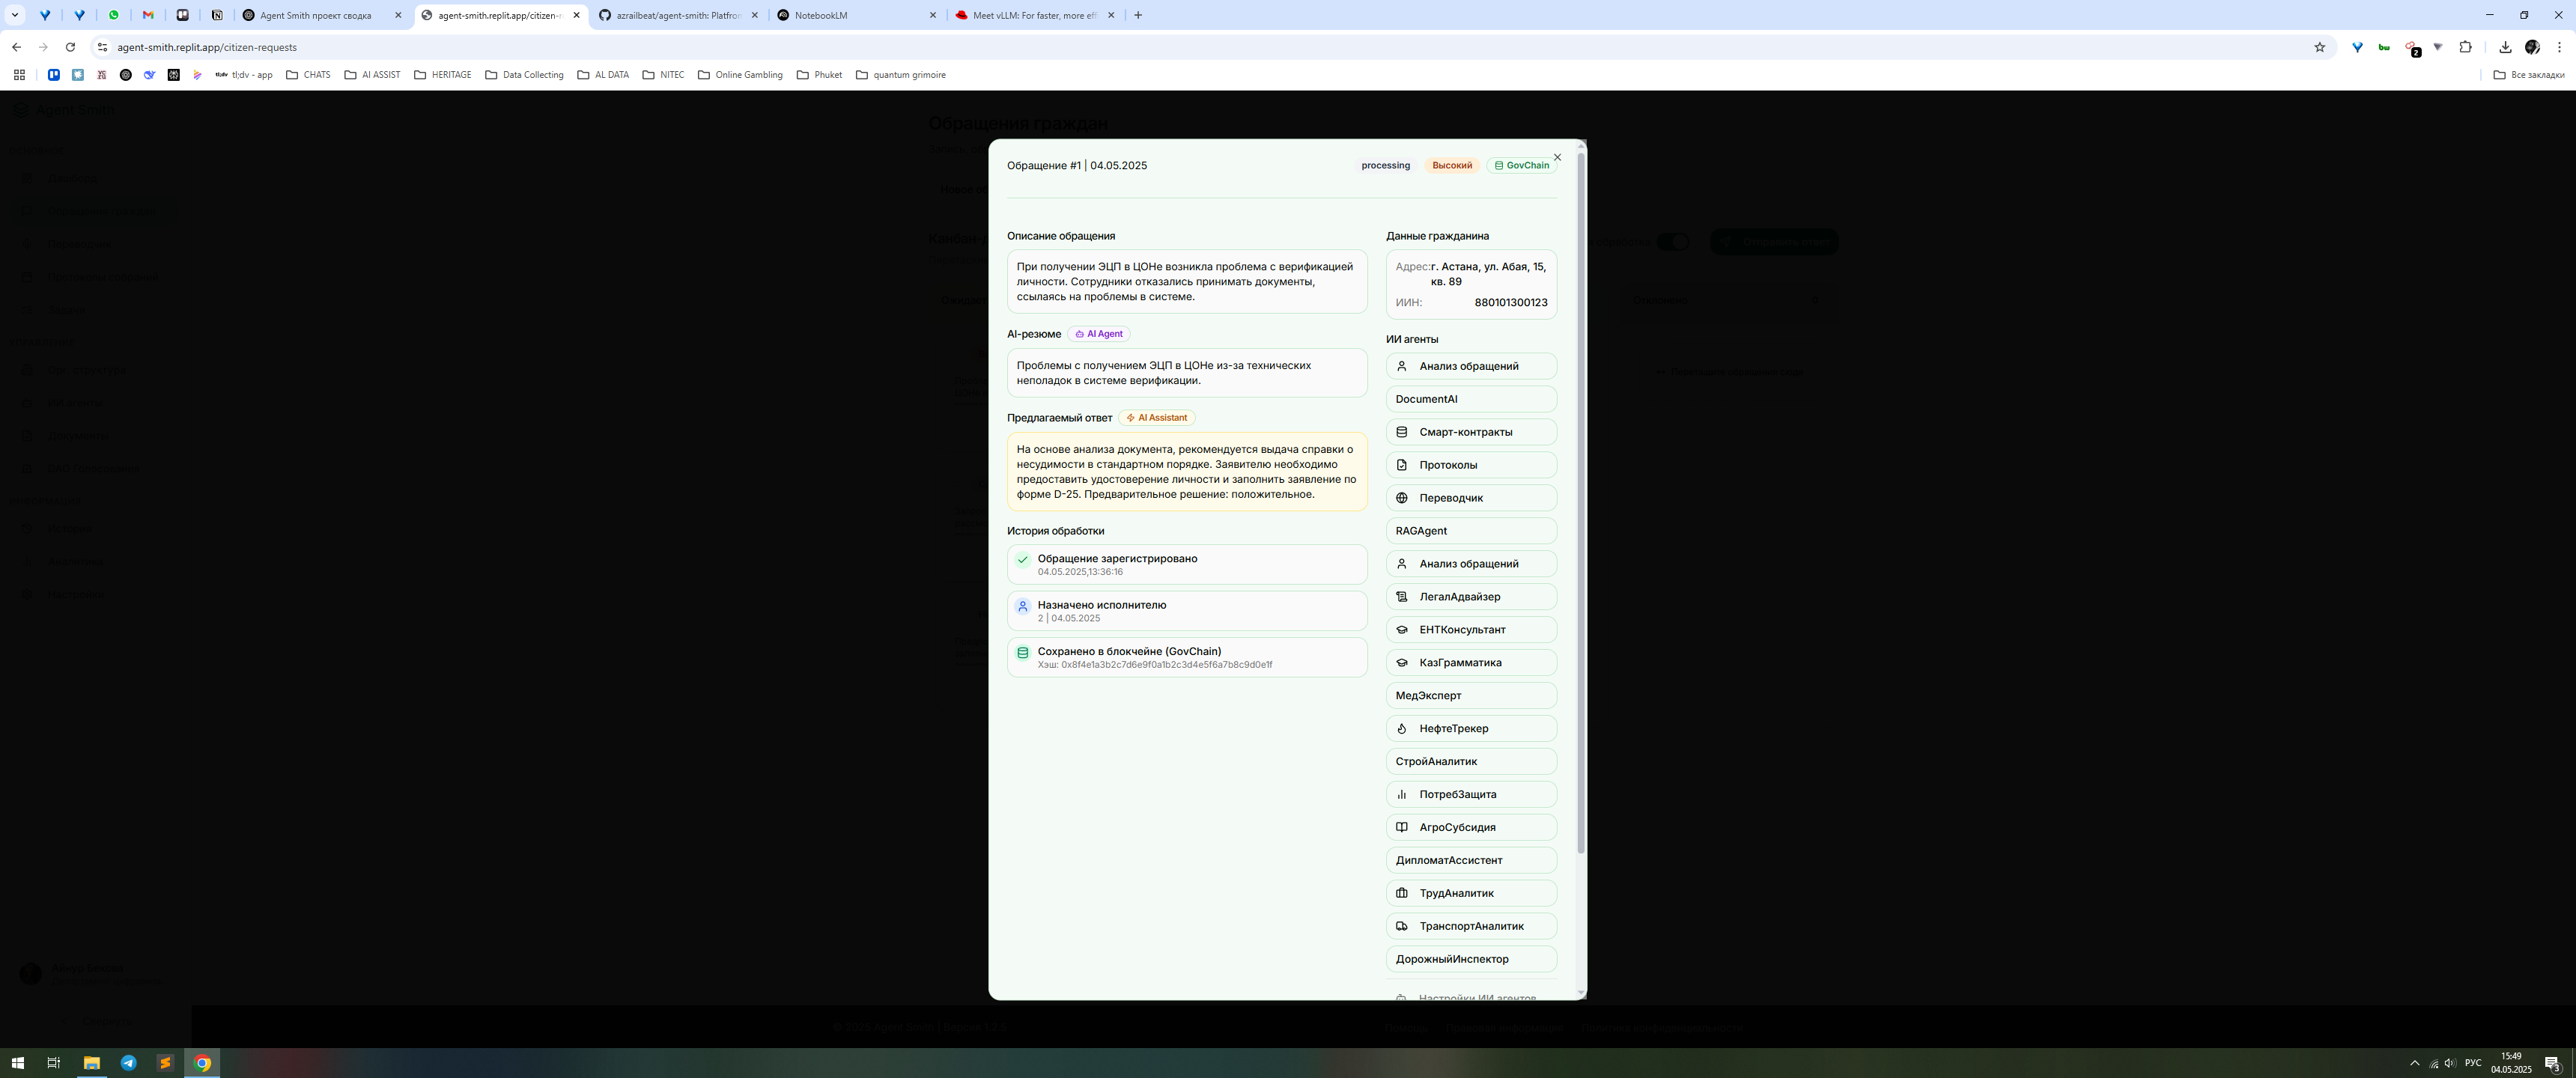 Agent Smith проект сводка
agent-smith.replit.app/citizen-r
azrailbeat/agent-smith: Platfror
NotebookLM
Meet vLLM: For faster, more eff
agent-smith.replit.app/citizen-requests
2
tl;dv - app
CHATS
AI ASSIST
HERITAGE
Data Collecting
AL DATA
NITEC
Online Gambling
Phuket
quantum grimoire
Все закладки
Agent Smith
Обращения граждан
Обращение #1 | 04.05.2025
processing
Высокий
GovChain
Описание обращения
При получении ЭЦП в ЦОНе возникла проблема с верификацией
личности. Сотрудники отказались принимать документы,
ссылаясь на проблемы в системе.
AI-резюме
AI Agent
Проблемы с получением ЭЦП в ЦОНе из-за технических
неполадок в системе верификации.
Предлагаемый ответ
AI Assistant
На основе анализа документа, рекомендуется выдача справки о
несудимости в стандартном порядке. Заявителю необходимо
предоставить удостоверение личности и заполнить заявление по
форме D-25. Предварительное решение: положительное.
История обработки
Обращение зарегистрировано
04.05.2025,13:36:16
Назначено исполнителю
2 | 04.05.2025
Сохранено в блокчейне (GovChain)
Хэш: 0x8f4e1a3b2c7d6e9f0a1b2c3d4e5f6a7b8c9d0e1f
Данные гражданина
Адрес: г. Астана, ул. Абая, 15,
кв. 89
ИИН: 880101300123
ИИ агенты
Анализ обращений
DocumentAI
Смарт-контракты
Протоколы
Переводчик
RAGAgent
Анализ обращений
ЛегалАдвайзер
ЕНТКонсультант
КазГрамматика
МедЭксперт
НефтеТрекер
СтройАналитик
ПотребЗащита
АгроСубсидия
ДипломатАссистент
ТрудАналитик
ТранспортАналитик
ДорожныйИнспектор
Настройки ИИ агентов
РУС
15:49
04.05.2025
3